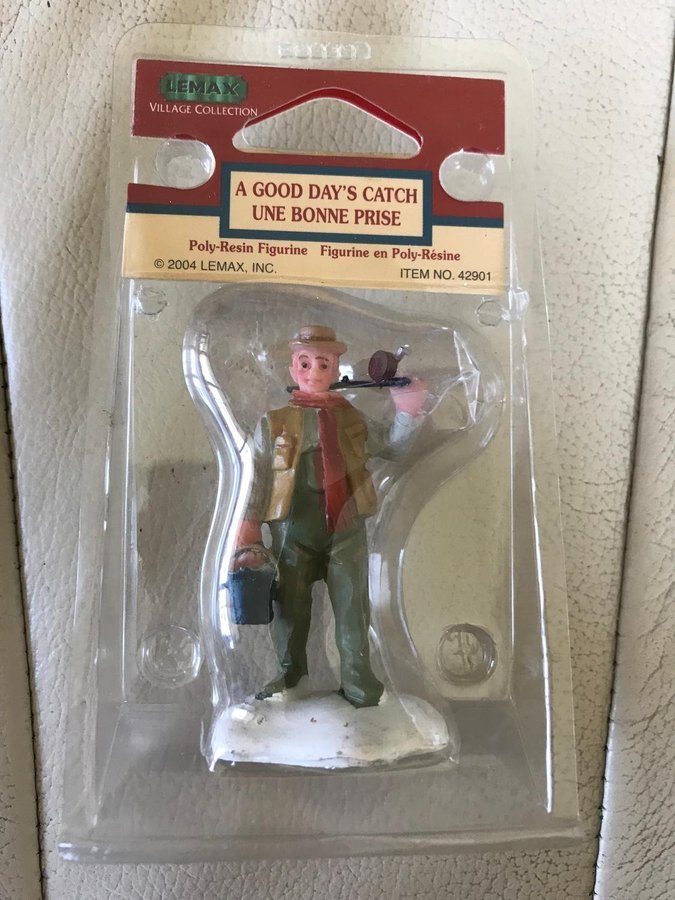 LEMAX
VILLAGE COLLECTION
A GOOD DAY'S CATCH
UNE BONNE PRISE
Poly-Resin Figurine Figurine en Poly-Résine
© 2004 LEMAX, INC. ITEM NO. 42901